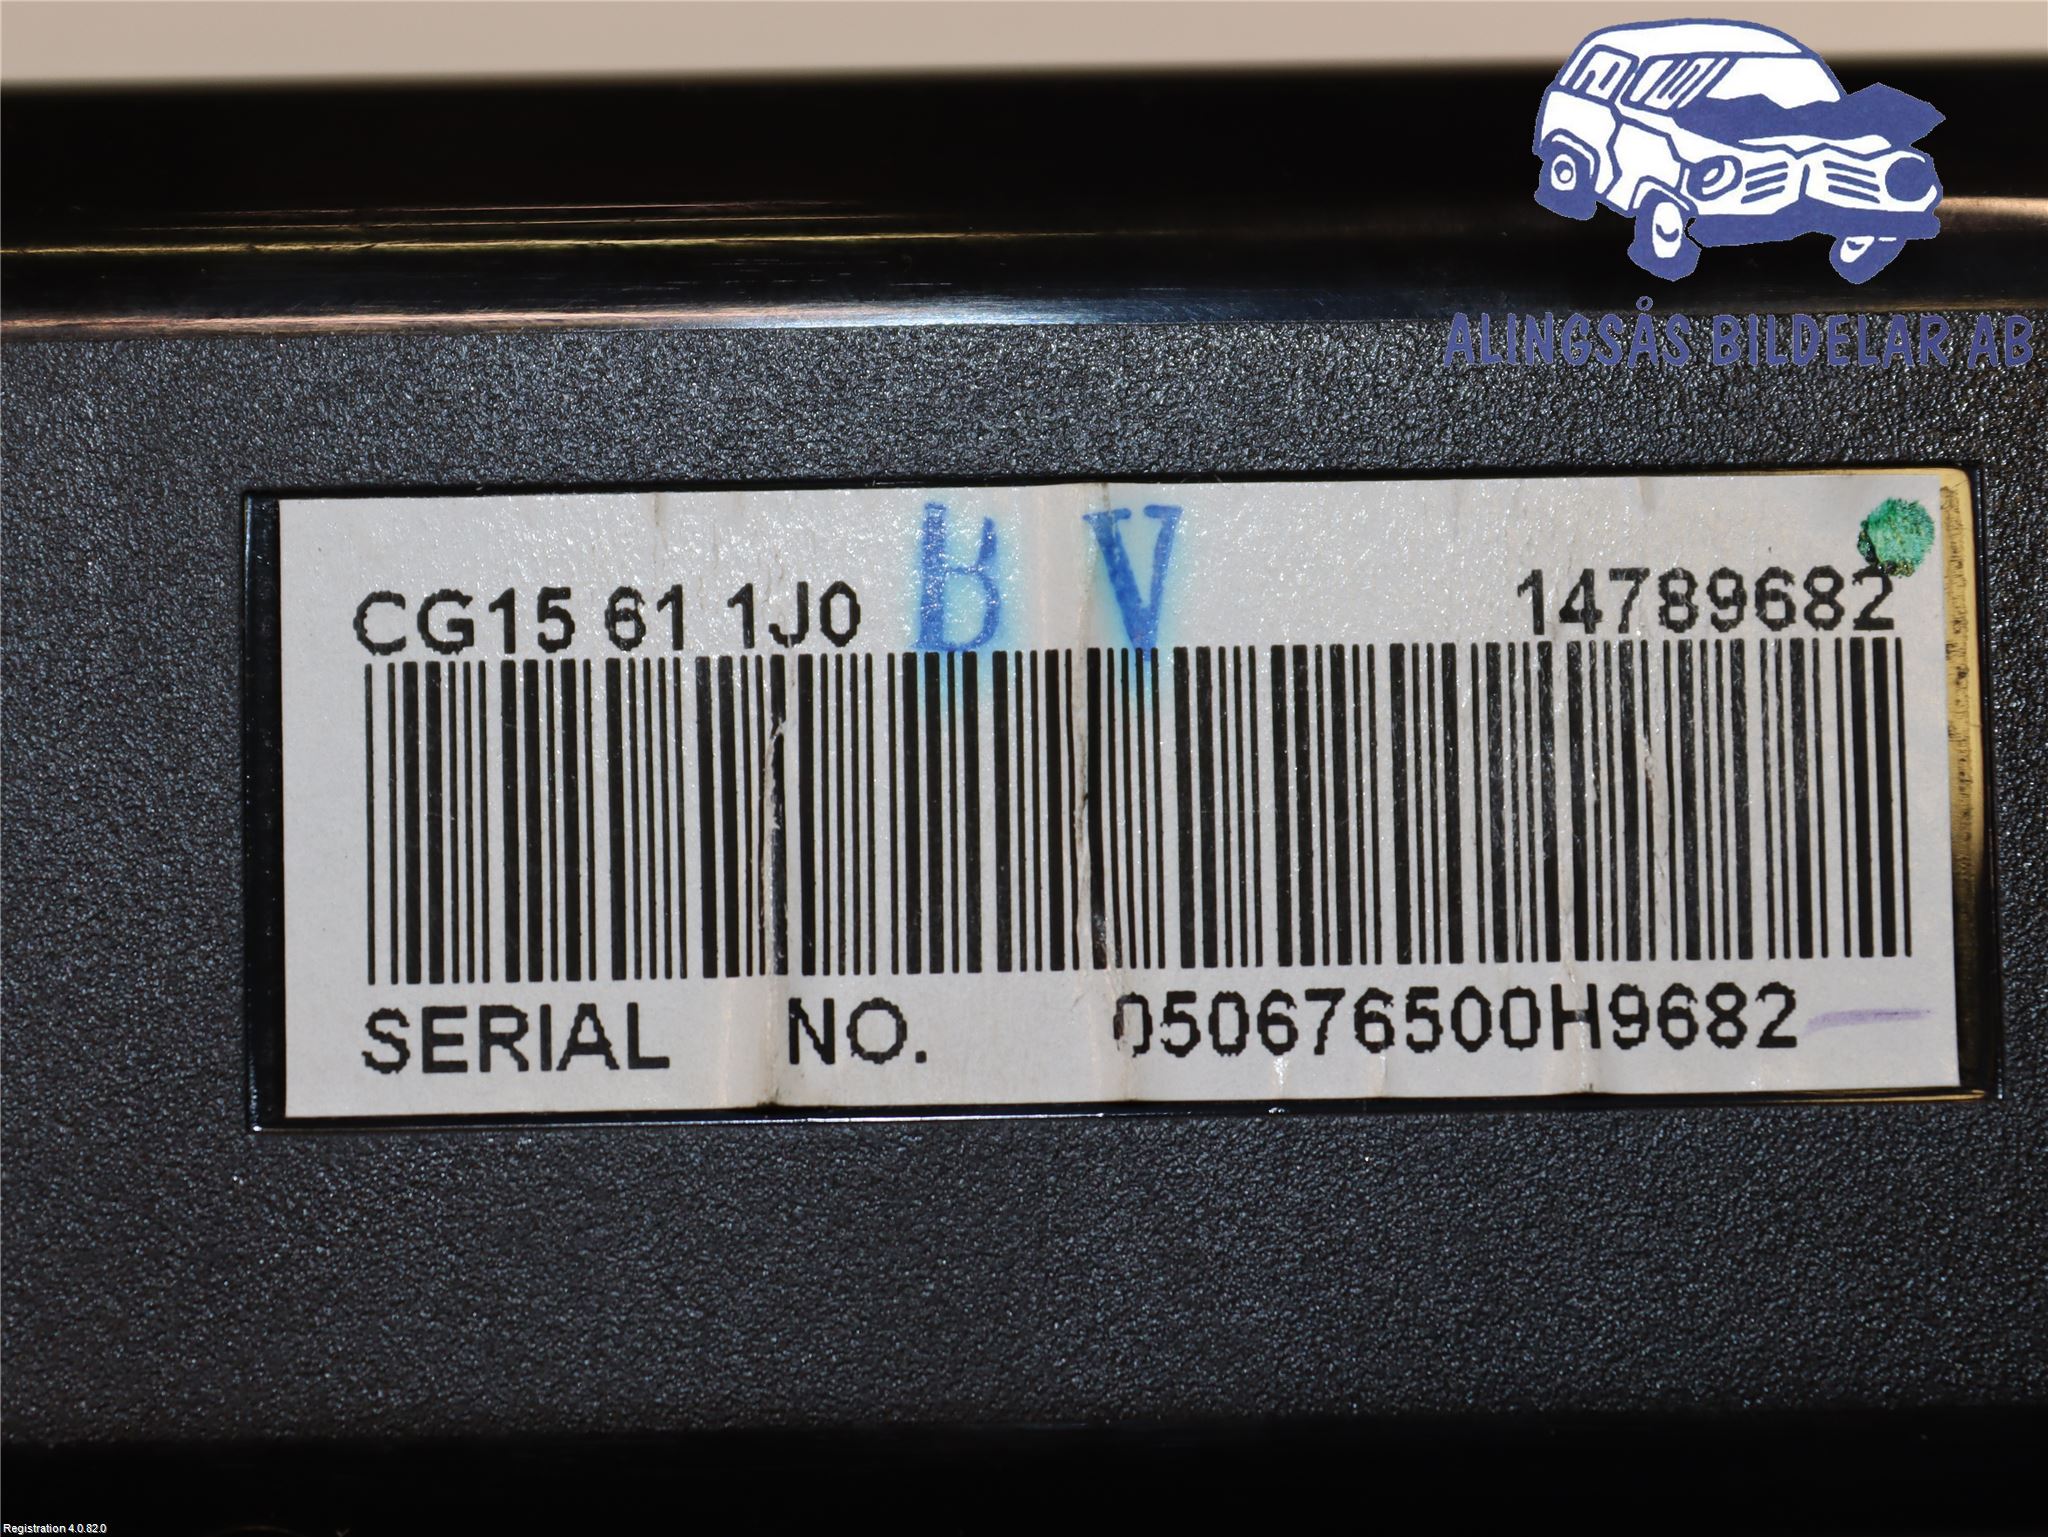 ALINGSÅS BILDELAR AB
V
CG15 61 1J0
14789682
SERIAL NO. 050676500H9682
Registration 4.0.82.0